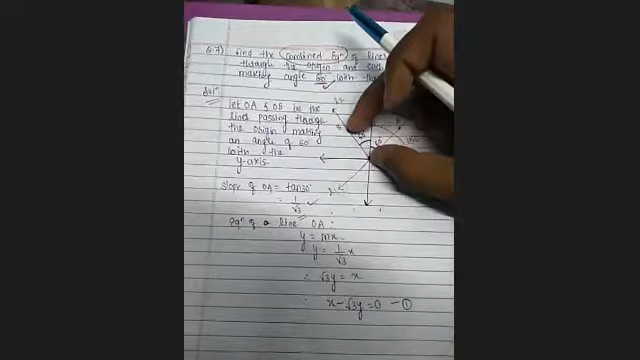 Q.7) Find the combined Eqⁿ of lines
through the origin and each
making angle 60° with the
Solⁿ
let OA & OB be the
lines passing through
the origin making
an angle of 60°
with the
y-axis.
slope of OA = tan30°
= 1/√3
Eqⁿ of a line OA :
y = mx
y = 1/√3 x
∴ √3y = x
∴ x - √3y = 0 - ①